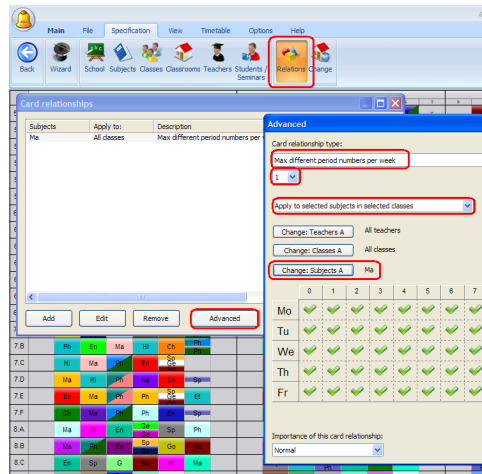 Main File Specification View Timetable Options Help
Back Wizard School Subjects Classes Classrooms Teachers Students / Seminars Relations Change
Card relationships
Subjects Apply to: Description
Ma All classes Max different period numbers per
Add Edit Remove Advanced
Advanced
Card relationship type:
Max different period numbers per week
1
Apply to selected subjects in selected classes
Change: Teachers A All teachers
Change: Classes A All classes
Change: Subjects A Ma
0 1 2 3 4 5 6 7
Mo
Tu
We
Th
Fr
Importance of this card relationship:
Normal
7.B Ph En Ma Hi Ch Ph
7.C Hi Ma Ph En Sp
7.D Ma Hi Ph Na En Sp
7.E En Ma Ph Ph Sp Et
7.F Ch Ma Ph Ph En Sp
8.A Ma Hi En Ge Sp Ph
8.B Ma Ph En Sp Go
8.C En Sp G Hi Ma
Ph